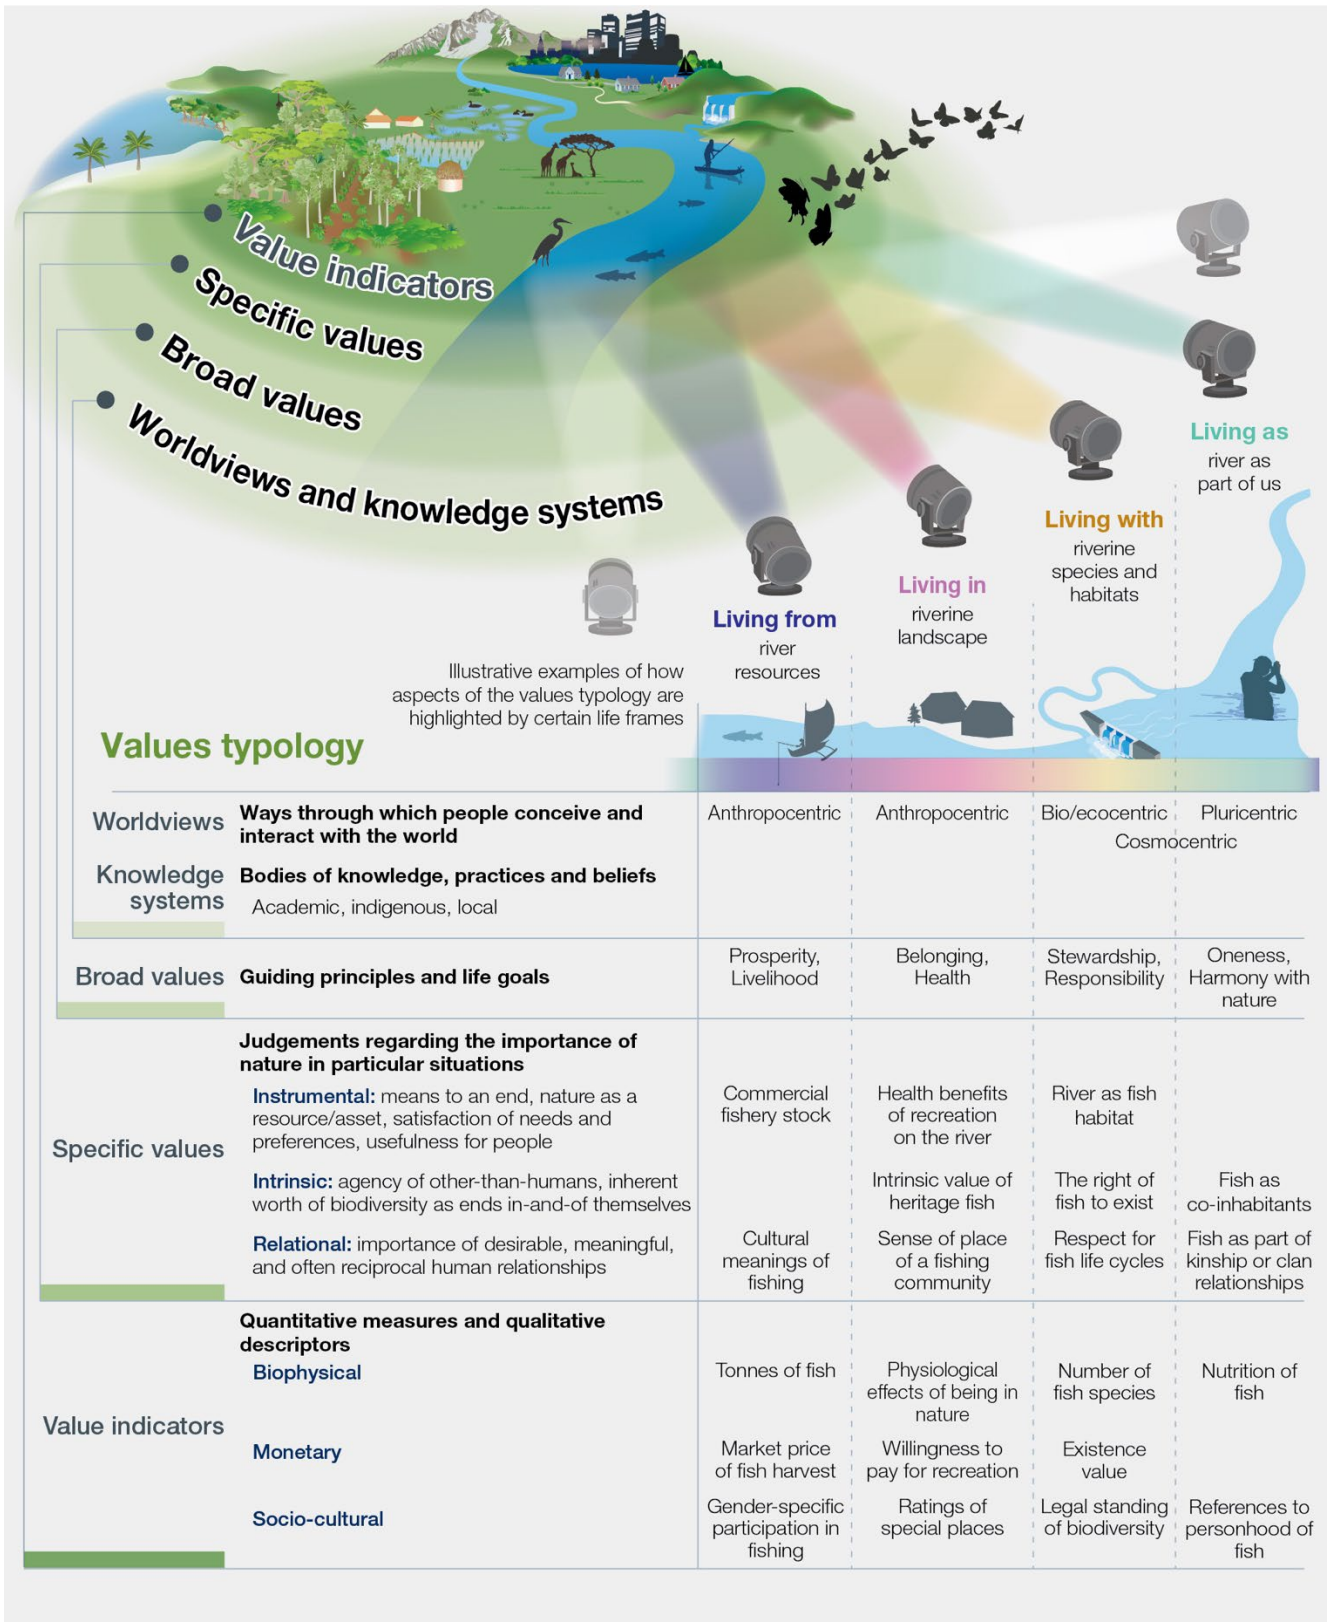 Value indicators
Specific values
Broad values
Worldviews and knowledge systems
Living as
river as
part of us
Living with
riverine
species and
habitats
Living in
riverine
landscape
Living from
river
resources
Illustrative examples of how
aspects of the values typology are
highlighted by certain life frames
Values typology
Worldviews
Ways through which people conceive and
interact with the world
Anthropocentric
Anthropocentric
Bio/ecocentric
Pluricentric
Cosmocentric
Knowledge
systems
Bodies of knowledge, practices and beliefs
Academic, indigenous, local
Broad values
Guiding principles and life goals
Prosperity,
Livelihood
Belonging,
Health
Stewardship,
Responsibility
Oneness,
Harmony with
nature
Specific values
Judgements regarding the importance of
nature in particular situations
Instrumental: means to an end, nature as a
resource/asset, satisfaction of needs and
preferences, usefulness for people
Commercial
fishery stock
Health benefits
of recreation
on the river
River as fish
habitat
Intrinsic: agency of other-than-humans, inherent
worth of biodiversity as ends in-and-of themselves
Intrinsic value of
heritage fish
The right of
fish to exist
Fish as
co-inhabitants
Relational: importance of desirable, meaningful,
and often reciprocal human relationships
Cultural
meanings of
fishing
Sense of place
of a fishing
community
Respect for
fish life cycles
Fish as part of
kinship or clan
relationships
Value indicators
Quantitative measures and qualitative
descriptors
Biophysical
Tonnes of fish
Physiological
effects of being in
nature
Number of
fish species
Nutrition of
fish
Monetary
Market price
of fish harvest
Willingness to
pay for recreation
Existence
value
Socio-cultural
Gender-specific
participation in
fishing
Ratings of
special places
Legal standing
of biodiversity
References to
personhood of
fish